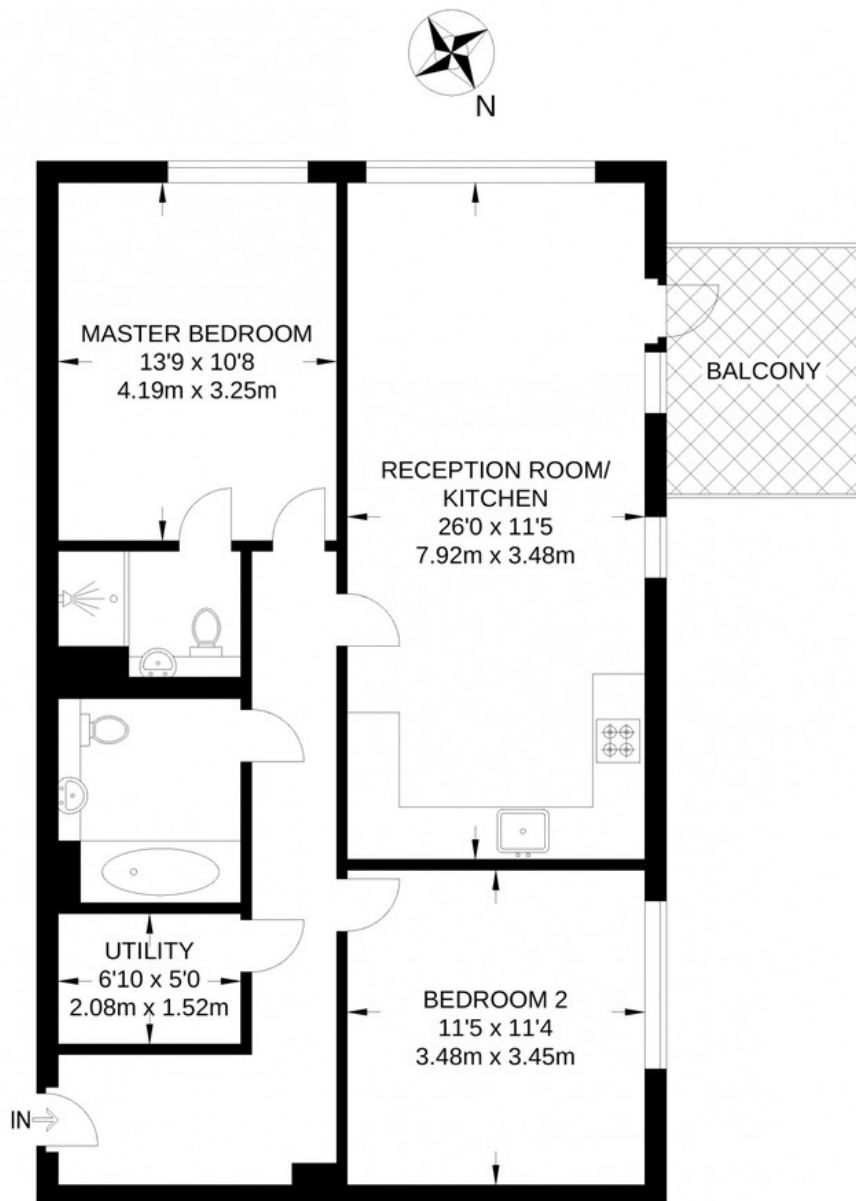 N
MASTER BEDROOM
13'9 x 10'8
4.19m x 3.25m
BALCONY
RECEPTION ROOM/
KITCHEN
26'0 x 11'5
7.92m x 3.48m
UTILITY
6'10 x 5'0
2.08m x 1.52m
BEDROOM 2
11'5 x 11'4
3.48m x 3.45m
IN